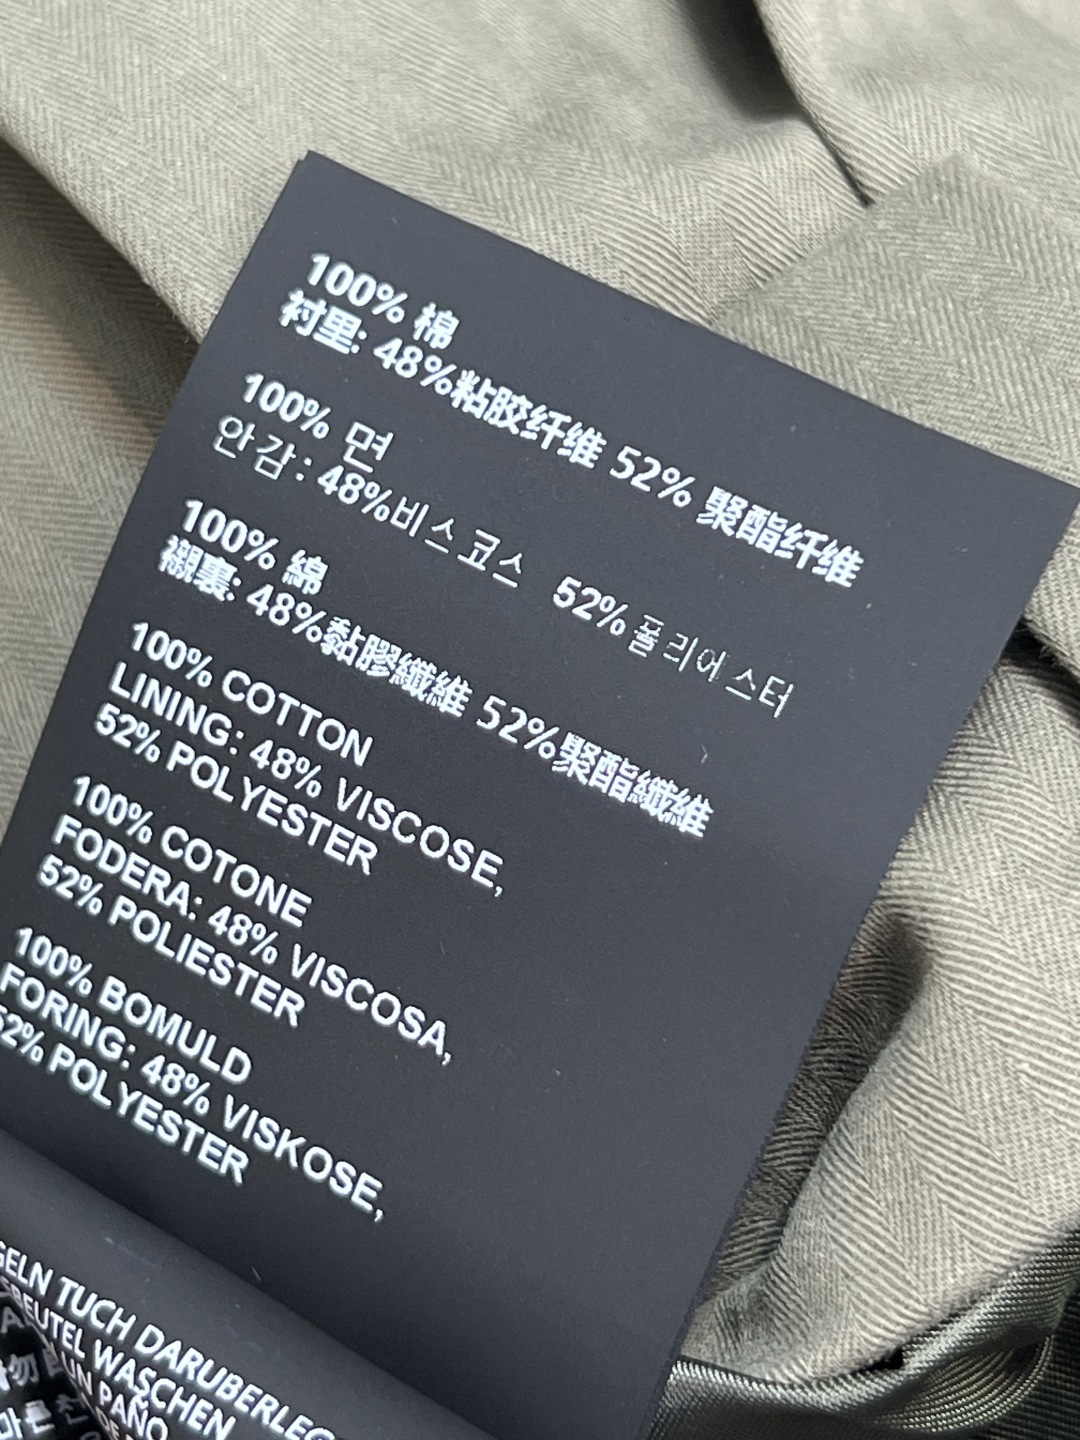 100% 棉
衬里: 48%粘胶纤维 52% 聚酯纤维
100% 면
안감: 48%비스코스 52%폴리에스터
100% 綿
襯裏: 48%黏膠纖維 52%聚酯纖維
100% COTTON
LINING: 48% VISCOSE,
52% POLYESTER
100% COTONE
FODERA: 48% VISCOSA,
52% POLIESTER
100% BOMULD
FORING: 48% VISKOSE,
52% POLYESTER
TUCH
WASCHEN
UN PAÑO